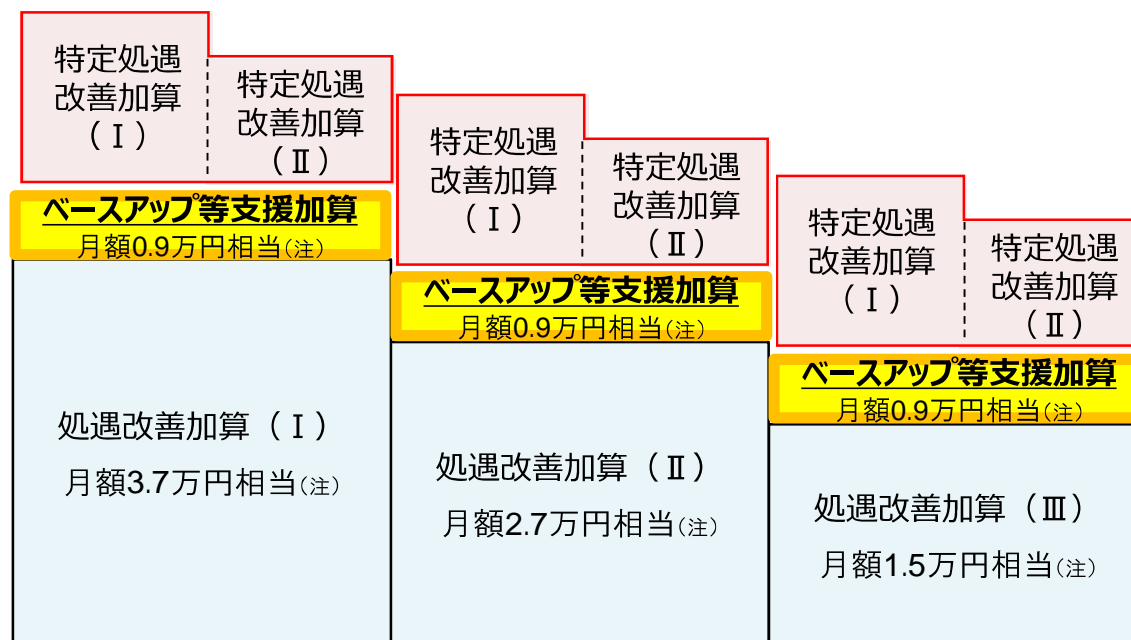 特定処遇
改善加算
（Ⅰ）
特定処遇
改善加算
（Ⅱ）
ベースアップ等支援加算
月額0.9万円相当(注)
処遇改善加算（Ⅰ）
月額3.7万円相当(注)
特定処遇
改善加算
（Ⅰ）
特定処遇
改善加算
（Ⅱ）
ベースアップ等支援加算
月額0.9万円相当(注)
処遇改善加算（Ⅱ）
月額2.7万円相当(注)
特定処遇
改善加算
（Ⅰ）
特定処遇
改善加算
（Ⅱ）
ベースアップ等支援加算
月額0.9万円相当(注)
処遇改善加算（Ⅲ）
月額1.5万円相当(注)